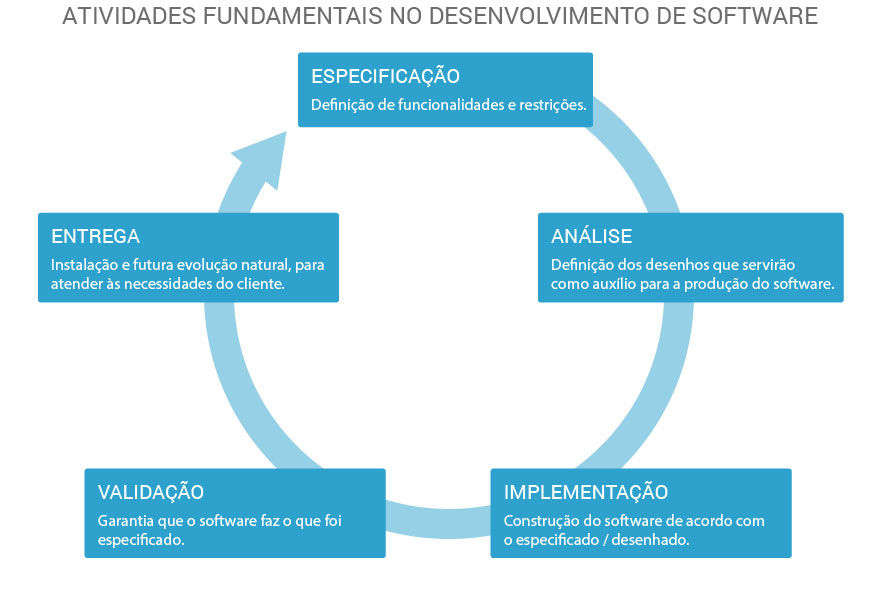 ATIVIDADES FUNDAMENTAIS NO DESENVOLVIMENTO DE SOFTWARE
ESPECIFICAÇÃO
Definição de funcionalidades e restrições.
ANÁLISE
Definição dos desenhos que servirão
como auxílio para a produção do software.
IMPLEMENTAÇÃO
Construção do software de acordo com
o especificado / desenhado.
VALIDAÇÃO
Garantia que o software faz o que foi
especificado.
ENTREGA
Instalação e futura evolução natural, para
atender às necessidades do cliente.